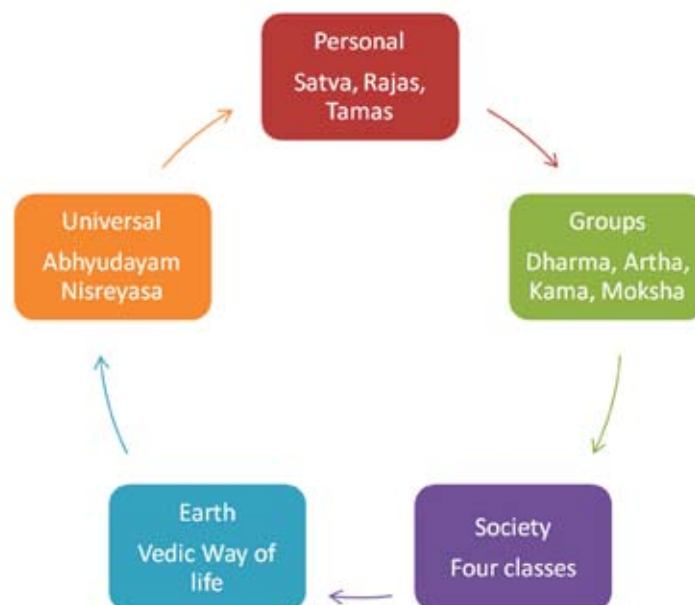 Personal
Satva, Rajas,
Tamas
Groups
Dharma, Artha,
Kama, Moksha
Society
Four classes
Earth
Vedic Way of
life
Universal
Abhyudayam
Nisreyasa